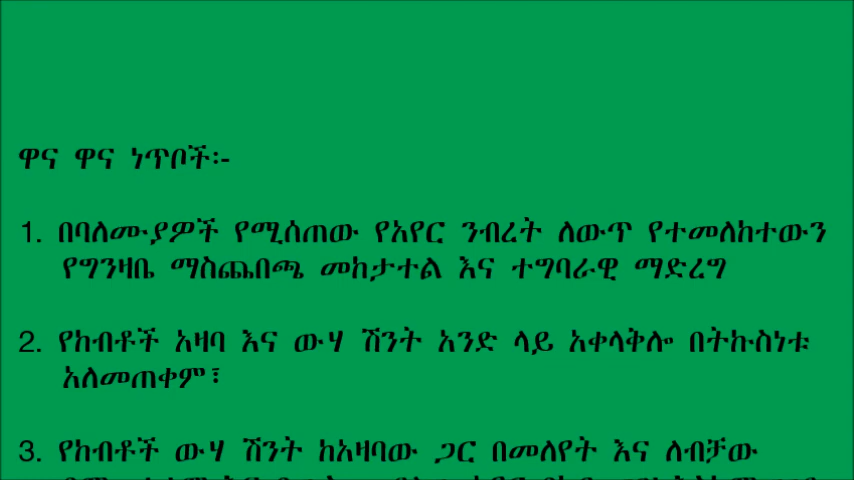 ዋና ዋና ነጥቦች፡-
1. በባለሙያዎች የሚሰጠው የአየር ንብረት ለውጥ የተመለከተውን
የግንዛቤ ማስጨበጫ መከታተል እና ተግባራዊ ማድረግ
2. የከብቶች አዛባ እና ውሃ ሽንት አንድ ላይ አቀላቅሎ በትኩስነቱ
አለመጠቀም፣
3. የከብቶች ውሃ ሽንት ከአዛባው ጋር በመለየት እና ለብቻው